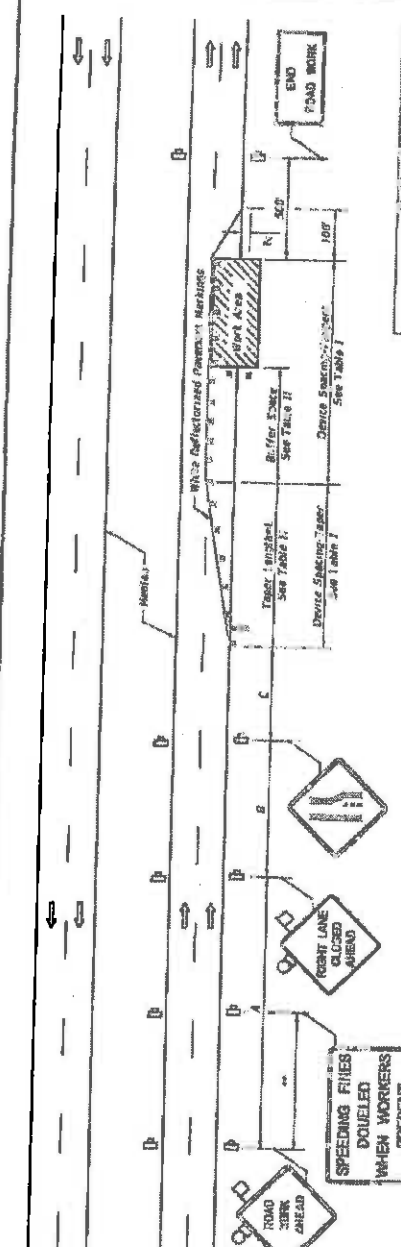 END
ROAD WORK
500'
100'
White Reflectorized Pavement Markings
Work Area
Buffer Space
See Table II
Device Spacing-
See Table I
Taper Length-L
See Table II
Device Spacing-Taper
See Table I
Median
C
B
A
RIGHT LANE
CLOSED
AHEAD
SPEEDING FINES
DOUBLED
WHEN WORKERS
ROAD
WORK
AHEAD